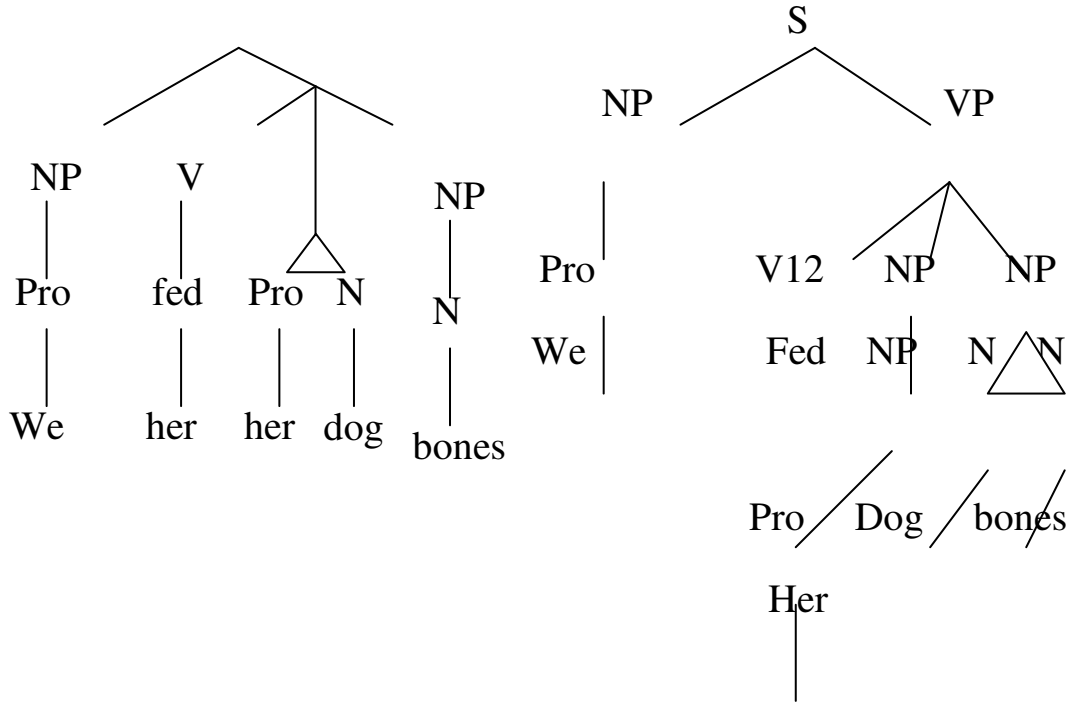 S
NP VP
NP V NP
Pro fed Pro N N
We her her dog bones
Pro V12 NP NP
We Fed NP N N
Pro Dog bones
Her